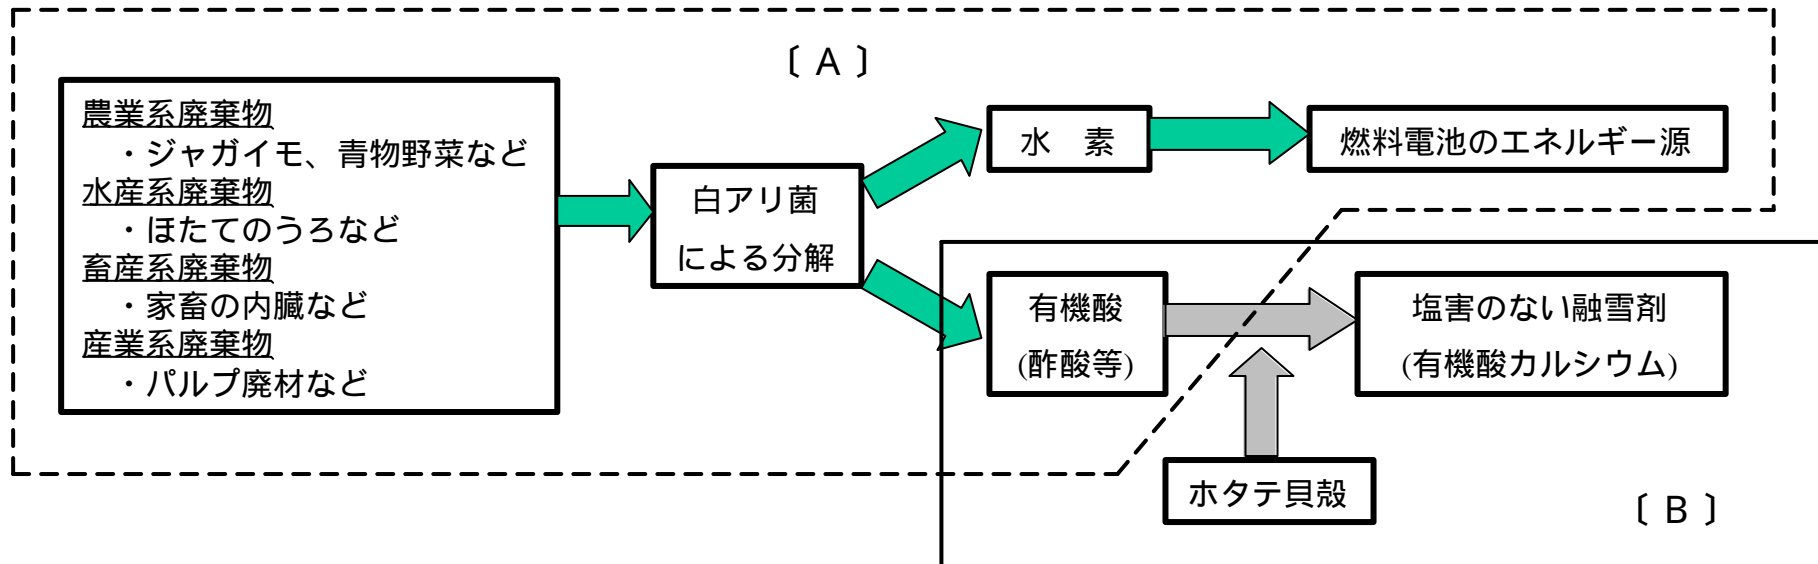 〔 A 〕
農業系廃棄物
・ジャガイモ、青物野菜など
水産系廃棄物
・ほたてのうろなど
畜産系廃棄物
・家畜の内臓など
産業系廃棄物
・パルプ廃材など
白アリ菌
による分解
水 素
燃料電池のエネルギー源
有機酸
(酢酸等)
塩害のない融雪剤
(有機酸カルシウム)
ホタテ貝殻
〔 B 〕